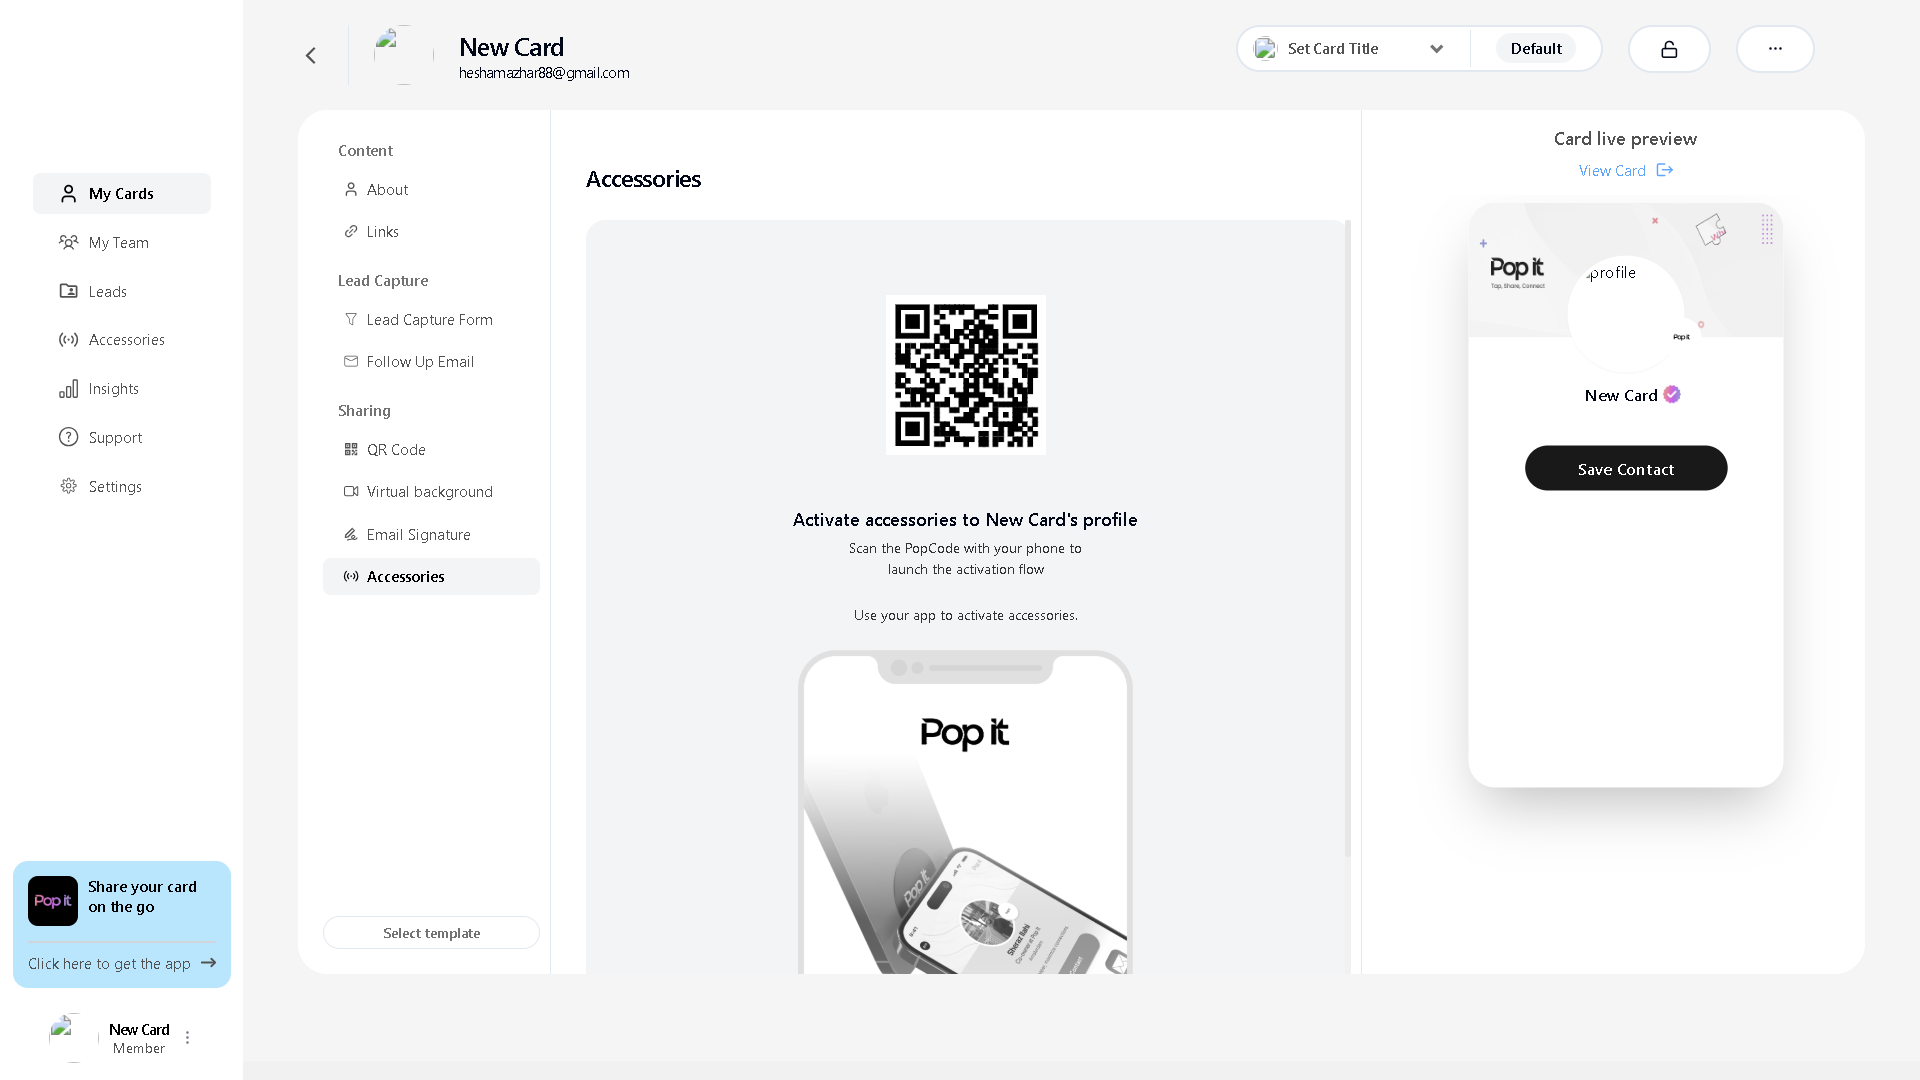 New Card
heshamazhar88@gmail.com
Set Card Title
Default
My Cards
My Team
Leads
Accessories
Insights
Support
Settings
Share your card
on the go
Pop it
Click here to get the app
New Card
Member
Content
About
Links
Lead Capture
Lead Capture Form
Follow Up Email
Sharing
QR Code
Virtual background
Email Signature
Accessories
Select template
Accessories
Activate accessories to New Card's profile
Scan the PopCode with your phone to
launch the activation flow
Use your app to activate accessories.
Pop it
Pop it
Sheraz Ilahi
Card live preview
View Card
Pop it
Tap, Share, Connect
profile
Pop it
New Card
Save Contact